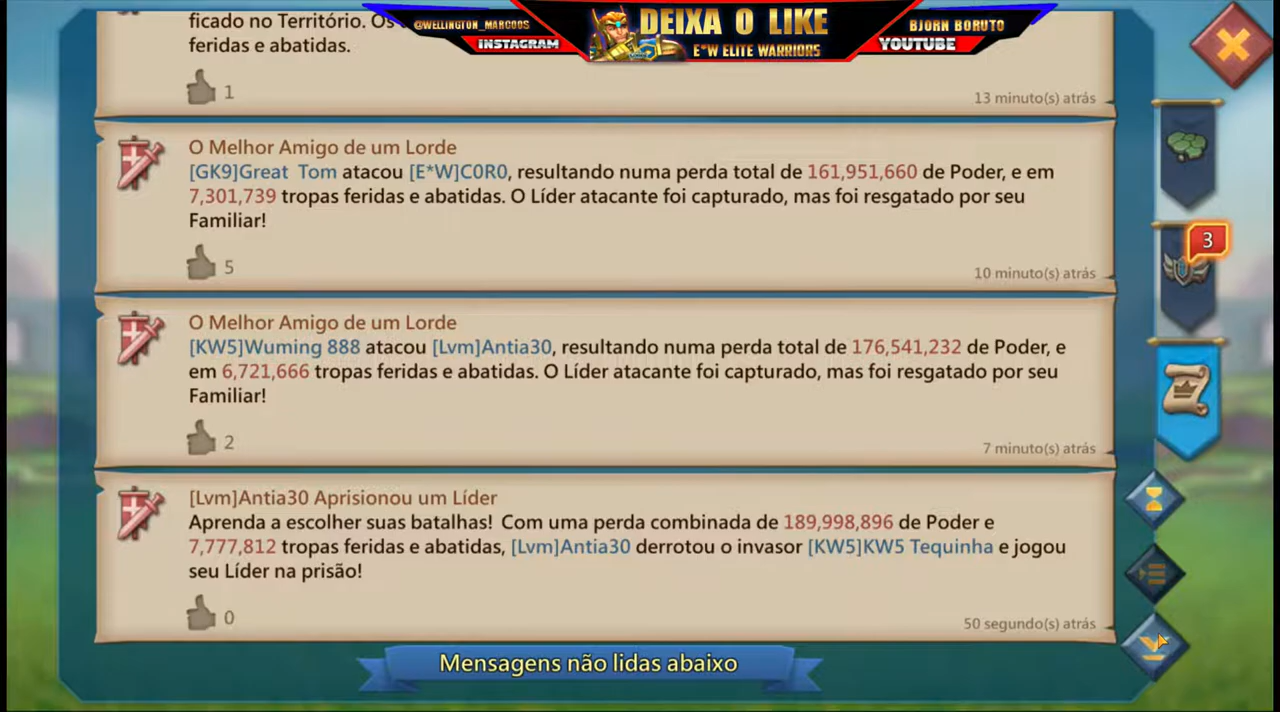 ficado no Território. Os
feridas e abatidas.
@WELLINGTON_MARCOOS
INSTAGRAM
DEIXA O LIKE
E*W ELITE WARRIORS
BJORN BORUTO
YOUTUBE
1
13 minuto(s) atrás
O Melhor Amigo de um Lorde
[GK9]Great Tom atacou [E*W]C0R0, resultando numa perda total de 161,951,660 de Poder, e em
7,301,739 tropas feridas e abatidas. O Líder atacante foi capturado, mas foi resgatado por seu
Familiar!
5
10 minuto(s) atrás
3
O Melhor Amigo de um Lorde
[KW5]Wuming 888 atacou [Lvm]Antia30, resultando numa perda total de 176,541,232 de Poder, e
em 6,721,666 tropas feridas e abatidas. O Líder atacante foi capturado, mas foi resgatado por seu
Familiar!
2
7 minuto(s) atrás
[Lvm]Antia30 Aprisionou um Líder
Aprenda a escolher suas batalhas! Com uma perda combinada de 189,998,896 de Poder e
7,777,812 tropas feridas e abatidas, [Lvm]Antia30 derrotou o invasor [KW5]KW5 Tequinha e jogou
seu Líder na prisão!
0
50 segundo(s) atrás
Mensagens não lidas abaixo